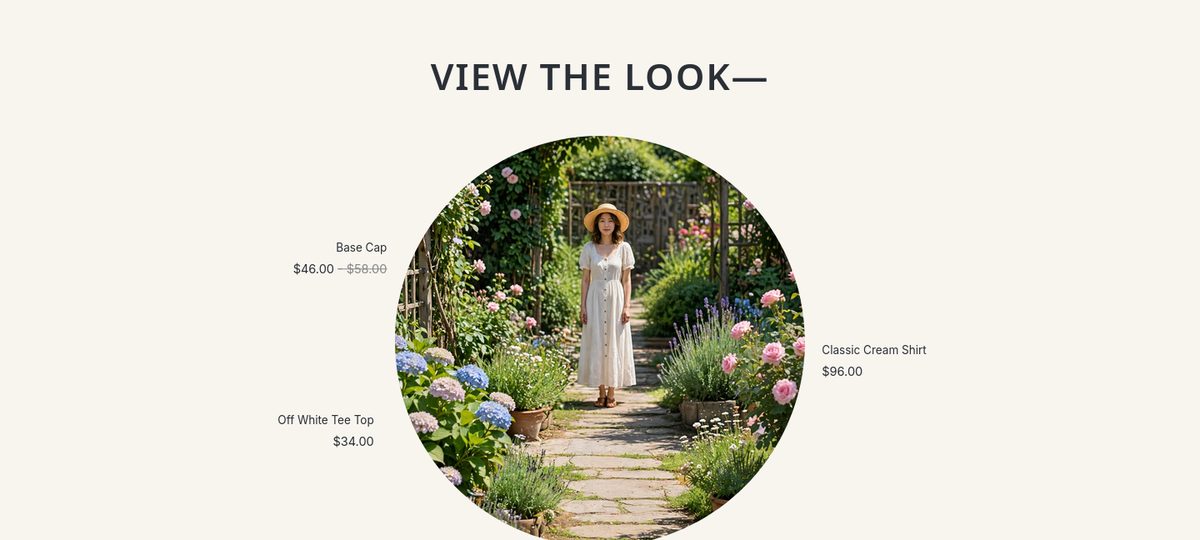 VIEW THE LOOK—
Base Cap
$46.00 - $58.00
Classic Cream Shirt
$96.00
Off White Tee Top
$34.00